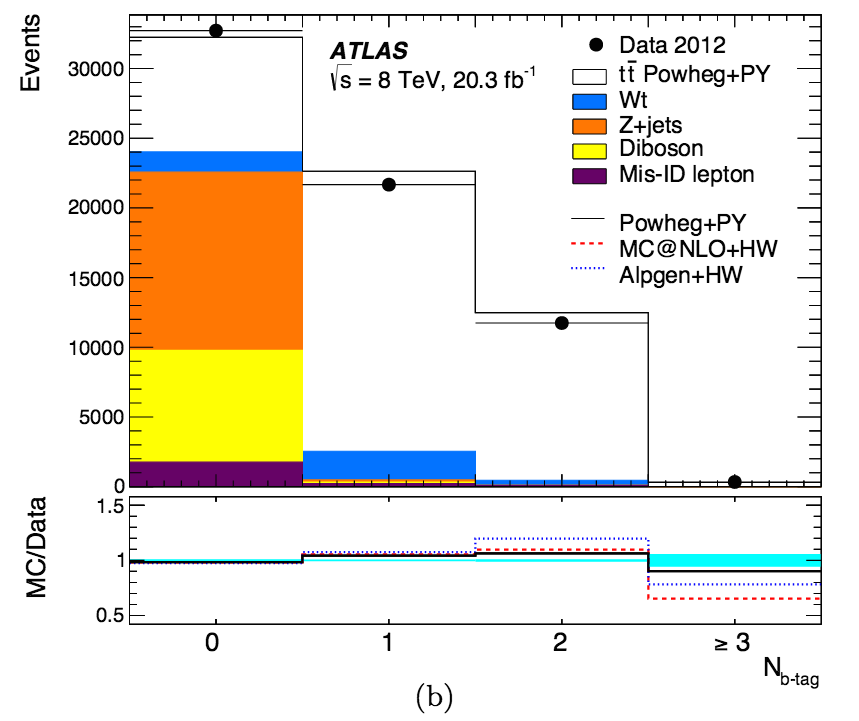 Events
30000
25000
20000
15000
10000
5000
0
ATLAS
√s = 8 TeV, 20.3 fb⁻¹
Data 2012
tt̄ Powheg+PY
Wt
Z+jets
Diboson
Mis-ID lepton
Powheg+PY
MC@NLO+HW
Alpgen+HW
MC/Data
1.5
1
0.5
0 1 2 ≥ 3
N_b-tag
(b)